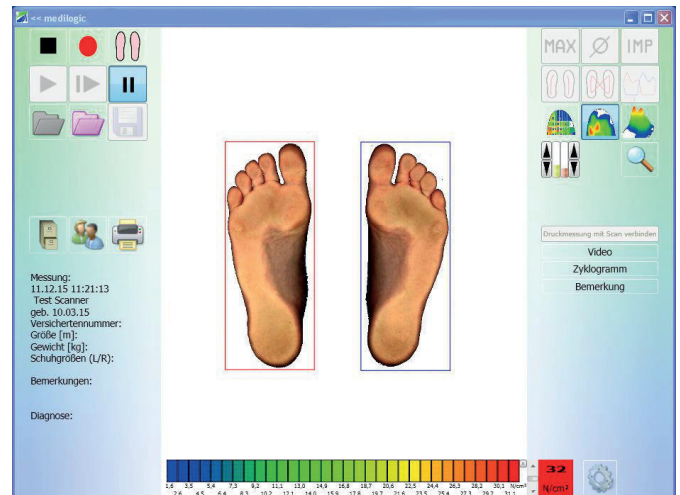 << medilogic
MAX Ø IMP
Druckmessung mit Scan verbinden
Video
Zyklogramm
Bemerkung
Messung:
11.12.15 11:21:13
Test Scanner
geb. 10.03.15
Versichertennummer:
Größe [m]:
Gewicht [kg]:
Schuhgrößen (L/R):
Bemerkungen:
Diagnose:
1,6 3,5 5,4 7,3 9,2 11,1 13,0 14,9 16,8 18,7 20,6 22,5 24,4 26,3 28,2 30,1 N/cm²
2,6 4,5 6,4 8,3 10,2 12,1 14,0 15,9 17,8 19,7 21,6 23,5 25,4 27,3 29,2 31,1
32
N/cm²